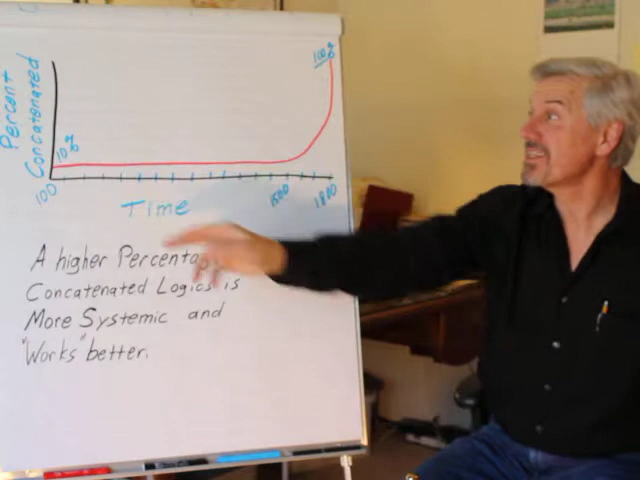 Percent
Concatenated
100%
10%
100
1500
1800
Time
A higher
Concatenated Logics is
More Systemic and
"Works" better.